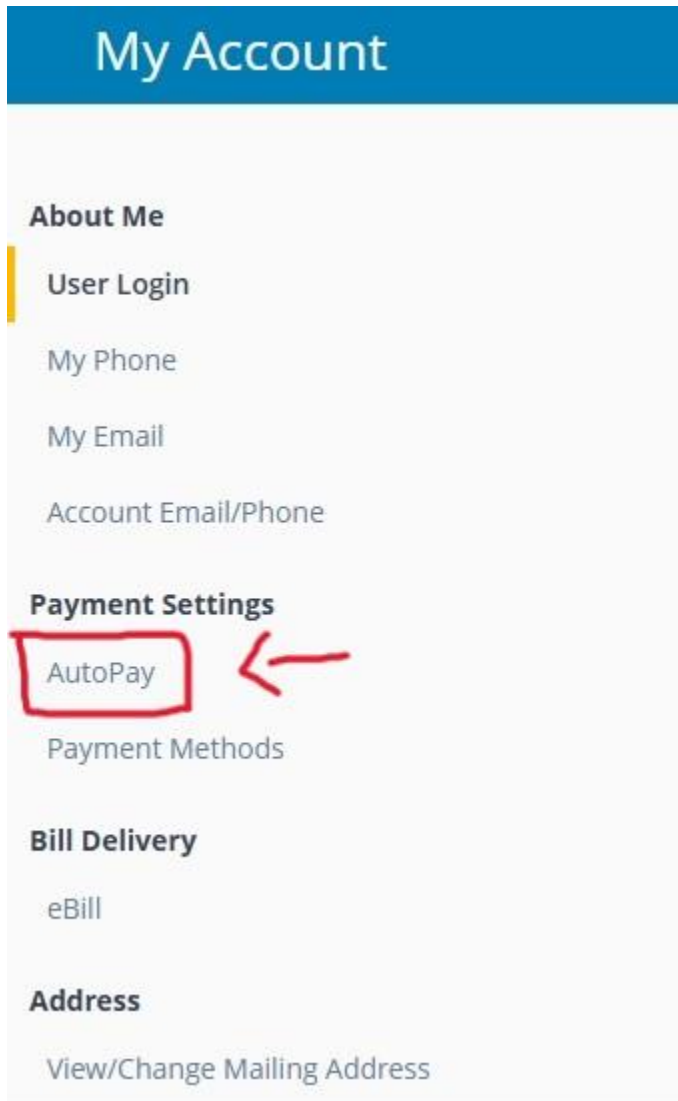 My Account
About Me
User Login
My Phone
My Email
Account Email/Phone
Payment Settings
AutoPay
Payment Methods
Bill Delivery
eBill
Address
View/Change Mailing Address